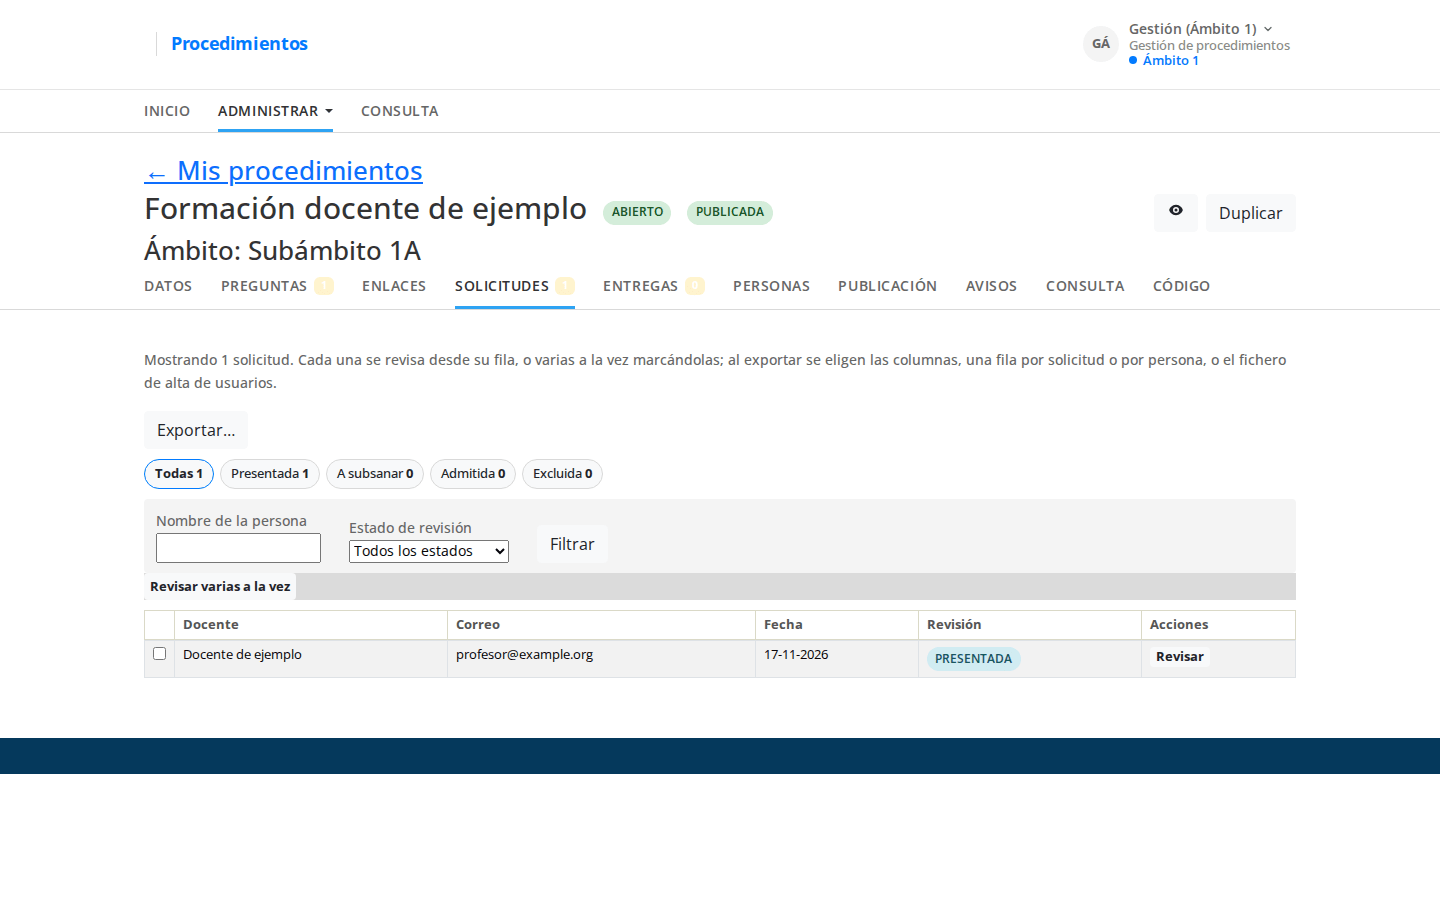 Procedimientos
GÁ
Gestión (Ámbito 1)
Gestión de procedimientos
Ámbito 1
INICIO ADMINISTRAR CONSULTA
← Mis procedimientos
Formación docente de ejemplo ABIERTO PUBLICADA Duplicar
Ámbito: Subámbito 1A
DATOS PREGUNTAS 1 ENLACES SOLICITUDES 1 ENTREGAS 0 PERSONAS PUBLICACIÓN AVISOS CONSULTA CÓDIGO
Mostrando 1 solicitud. Cada una se revisa desde su fila, o varias a la vez marcándolas; al exportar se eligen las columnas, una fila por solicitud o por persona, o el fichero
de alta de usuarios.
Exportar...
Todas 1 Presentada 1 A subsanar 0 Admitida 0 Excluida 0
Nombre de la persona Estado de revisión
Todos los estados Filtrar
Revisar varias a la vez
Docente Correo Fecha Revisión Acciones
Docente de ejemplo profesor@example.org 17-11-2026 PRESENTADA Revisar